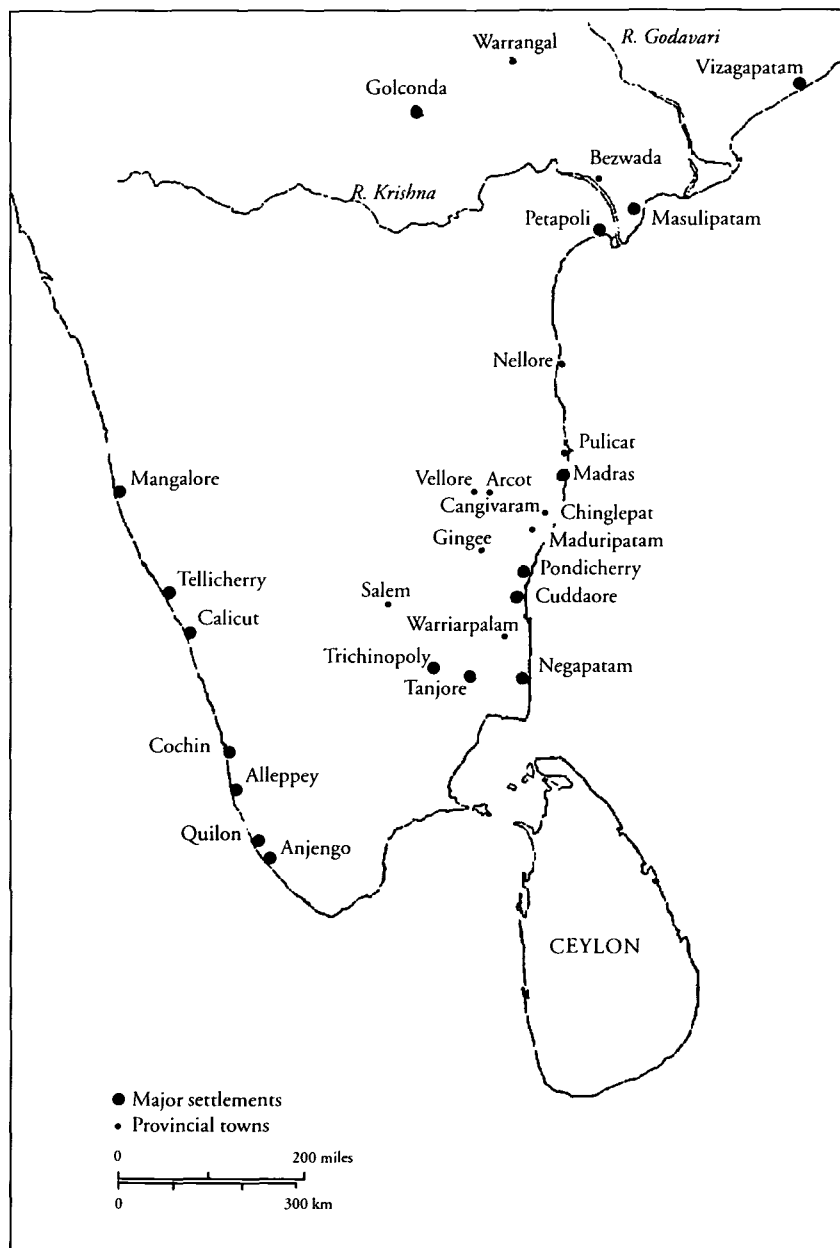 Warrangal
R. Godavari
Vizagapatam
Golconda
Bezwada
R. Krishna
Petapoli
Masulipatam
Nellore
Pulicat
Madras
Mangalore
Vellore
Arcot
Cangivaram
Chinglepat
Gingee
Maduripatam
Pondicherry
Tellicherry
Salem
Cuddaore
Calicut
Warriarpalam
Trichinopoly
Tanjore
Negapatam
Cochin
Alleppey
Quilon
Anjengo
CEYLON
Major settlements
Provincial towns
0 200 miles
0 300 km